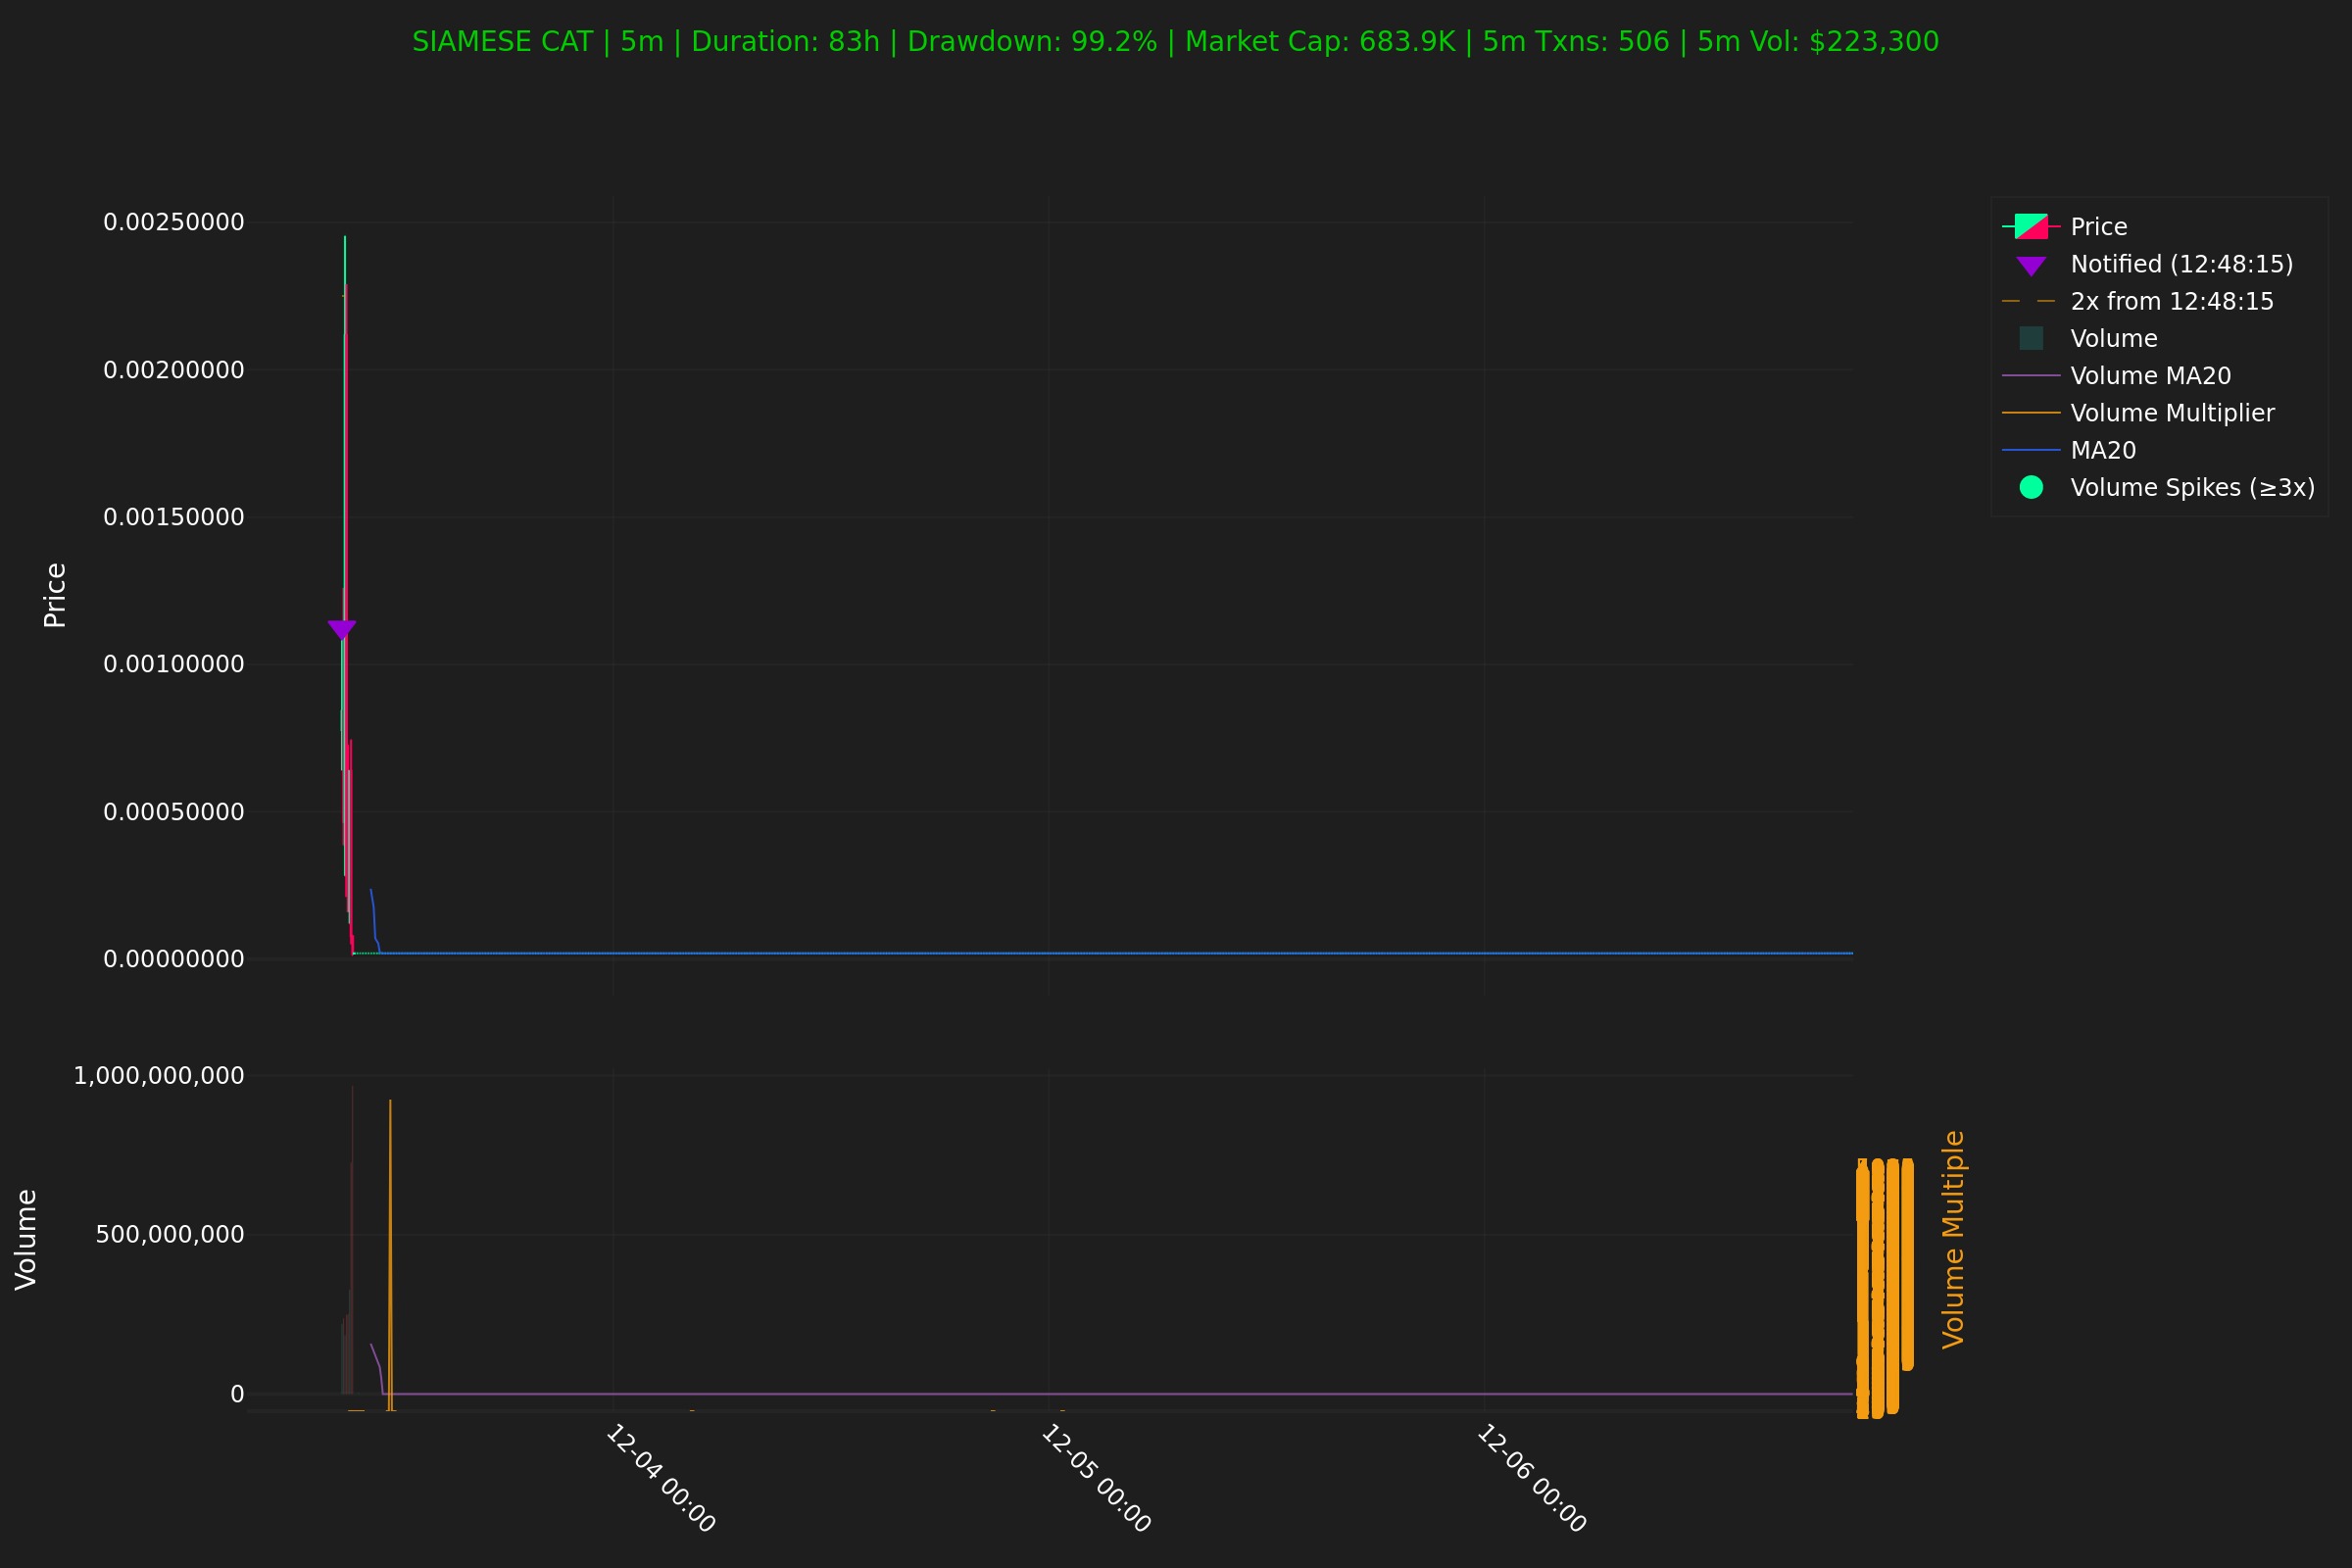 SIAMESE CAT | 5m | Duration: 83h | Drawdown: 99.2% | Market Cap: 683.9K | 5m Txns: 506 | 5m Vol: $223,300
0.00250000
0.00200000
0.00150000
0.00100000
0.00050000
0.00000000
Price
Price
Notified (12:48:15)
2x from 12:48:15
Volume
Volume MA20
Volume Multiplier
MA20
Volume Spikes (≥3x)
1,000,000,000
500,000,000
0
Volume
Volume Multiple
12-04 00:00
12-05 00:00
12-06 00:00